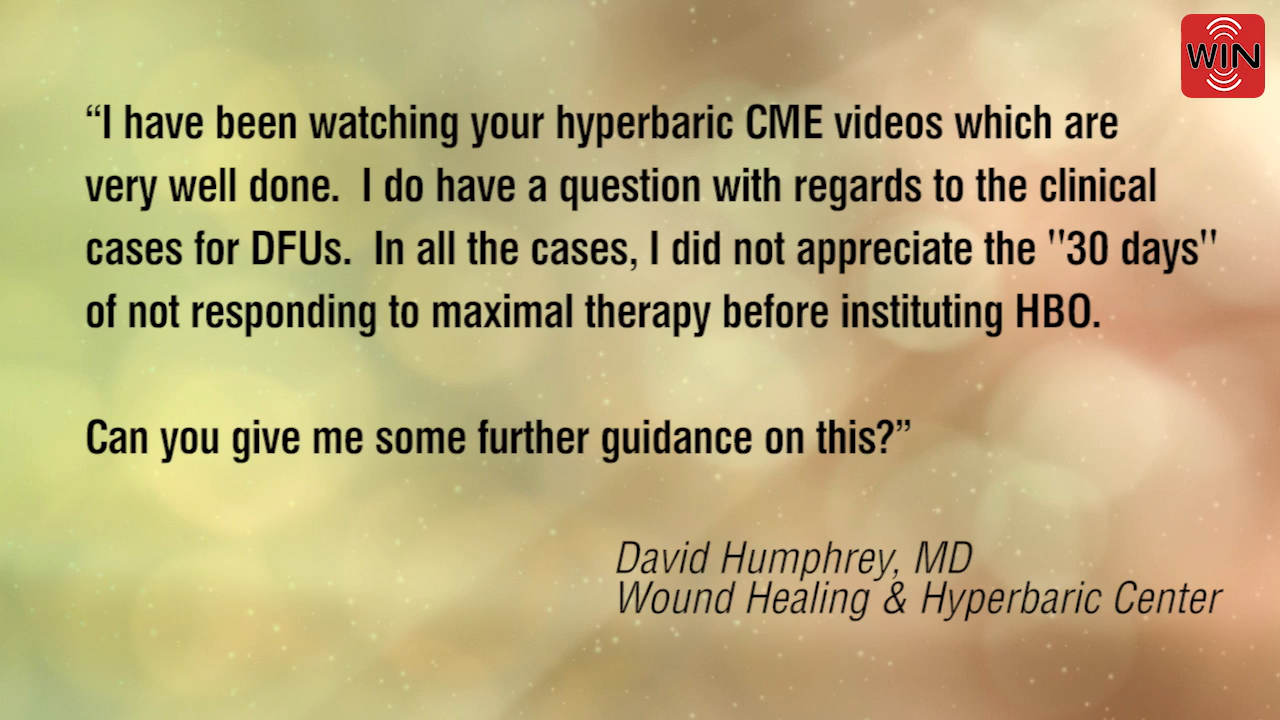 WIN
“I have been watching your hyperbaric CME videos which are
very well done.  I do have a question with regards to the clinical
cases for DFUs.  In all the cases, I did not appreciate the "30 days"
of not responding to maximal therapy before instituting HBO.
Can you give me some further guidance on this?”
David Humphrey, MD
Wound Healing & Hyperbaric Center